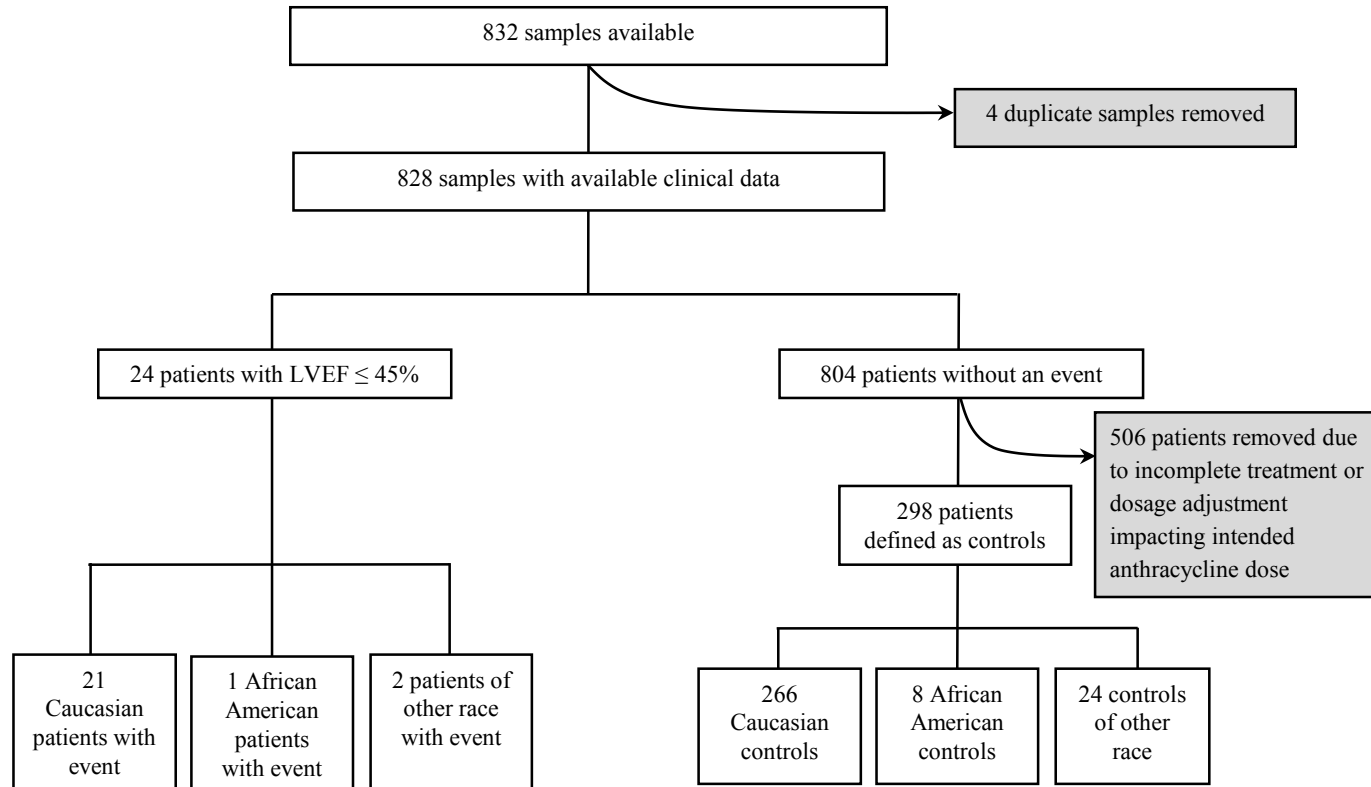 832 samples available
4 duplicate samples removed
828 samples with available clinical data
24 patients with LVEF ≤ 45%
804 patients without an event
506 patients removed due
to incomplete treatment or
dosage adjustment
impacting intended
anthracycline dose
298 patients
defined as controls
21
Caucasian
patients with
event
1 African
American
patients
with event
2 patients of
other race
with event
266
Caucasian
controls
8 African
American
controls
24 controls
of other
race